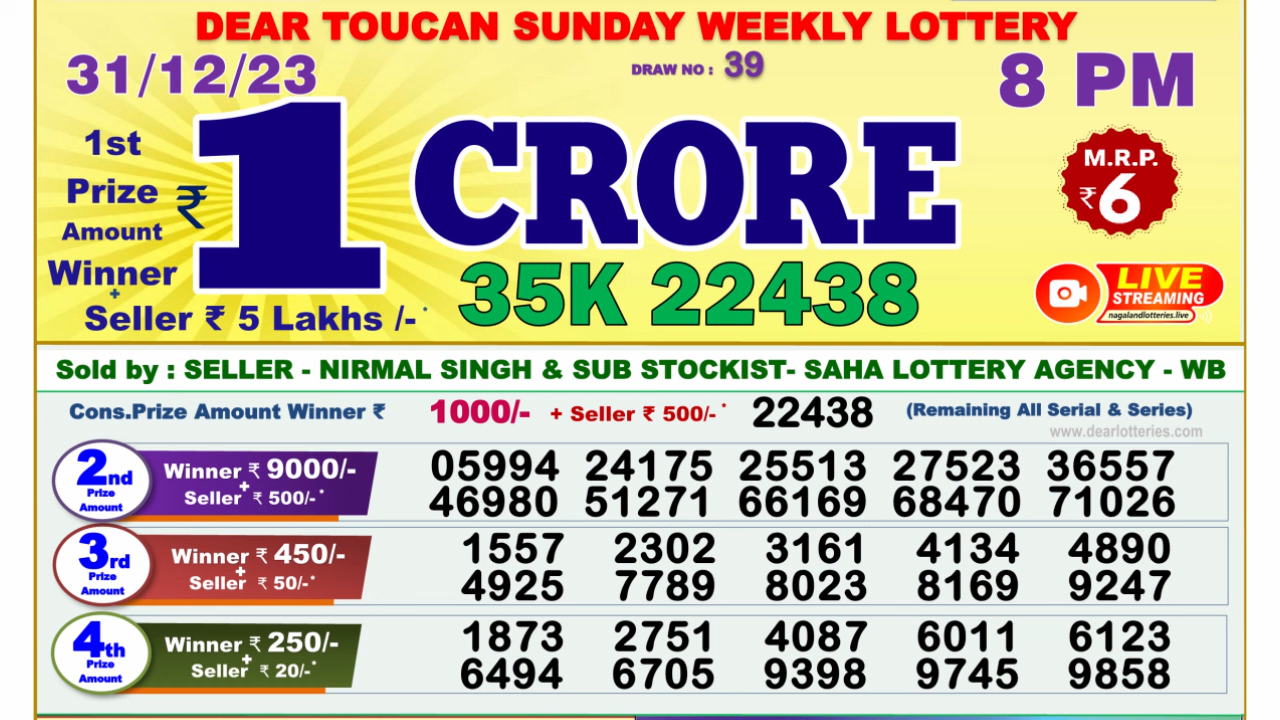 DEAR TOUCAN SUNDAY WEEKLY LOTTERY
31/12/23
DRAW NO : 39
8 PM
1st
Prize
Amount
Winner
+
Seller ₹ 5 Lakhs /-*
₹ 1 CRORE
35K 22438
M.R.P.
₹6
LIVE
STREAMING
nagalandlotteries.live
Sold by : SELLER - NIRMAL SINGH & SUB STOCKIST- SAHA LOTTERY AGENCY - WB
Cons.Prize Amount Winner ₹ 1000/- + Seller ₹ 500/-* 22438 (Remaining All Serial & Series)
www.dearlotteries.com
2nd
Prize
Amount
Winner ₹ 9000/-
+
Seller ₹ 500/-*
05994 24175 25513 27523 36557
46980 51271 66169 68470 71026
3rd
Prize
Amount
Winner ₹ 450/-
+
Seller ₹ 50/-*
1557 2302 3161 4134 4890
4925 7789 8023 8169 9247
4th
Prize
Amount
Winner ₹ 250/-
+
Seller ₹ 20/-*
1873 2751 4087 6011 6123
6494 6705 9398 9745 9858